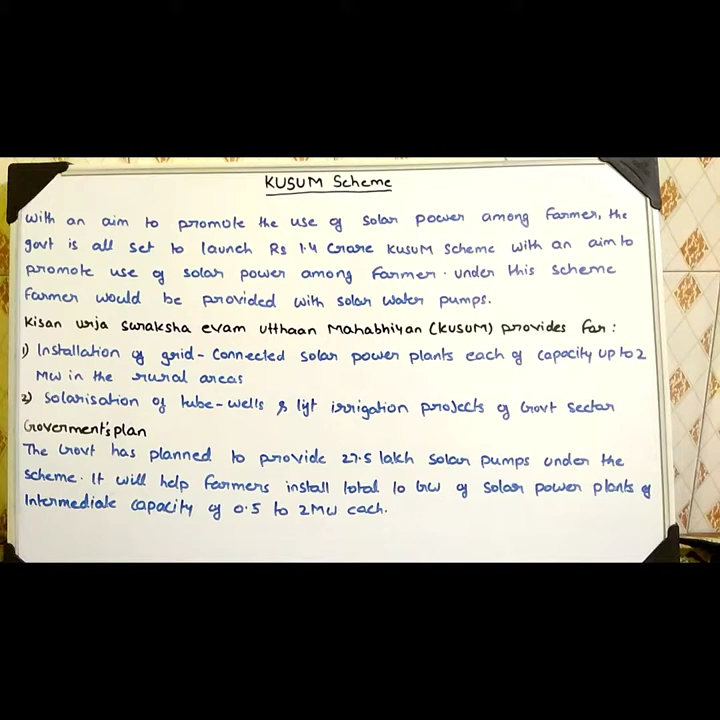 KUSUM Scheme
with an aim to promote the use of solar power among Farmer, the
govt is all set to launch Rs 1.4 Crore KUSUM Scheme with an aim to
promote use of solar power among Farmer. under this scheme
Farmer would be provided with solar water pumps.
Kisan urja suraksha evam utthaan Mahabhiyan (KUSUM) provides for:
1) Installation of grid-connected solar power plants each of capacity up to 2
MW in the rural areas
2) Solarisation of tube-wells & lift irrigation projects of Govt sector
Goverment's plan
The Govt has planned to provide 27.5 lakh solar pumps under the
scheme. It will help farmers install total 10 GW of solar power plants of
Intermediate capacity of 0.5 to 2MW each.